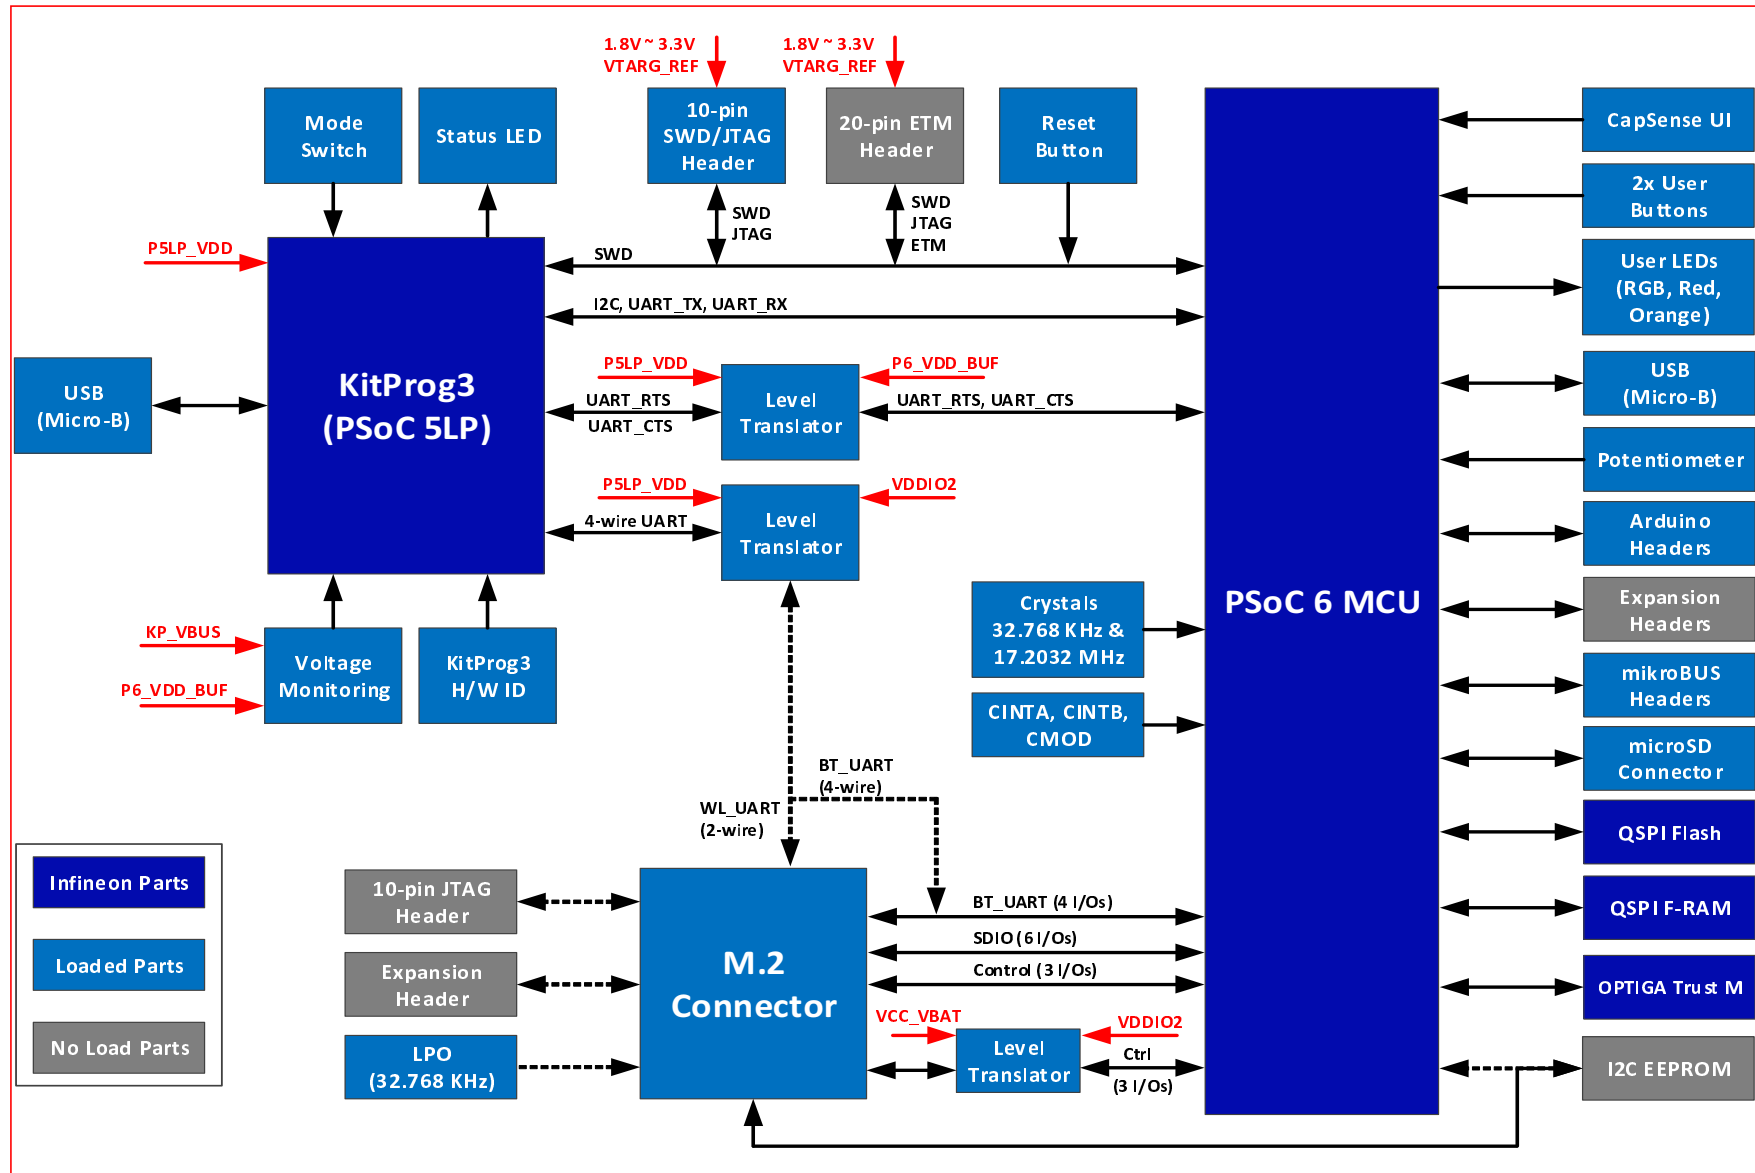 1.8V ~ 3.3V
VTARG_REF
1.8V ~ 3.3V
VTARG_REF
Mode
Switch
Status LED
10-pin
SWD/JTAG
Header
20-pin ETM
Header
Reset
Button
SWD
JTAG
SWD
JTAG
ETM
P5LP_VDD
SWD
I2C, UART_TX, UART_RX
KitProg3
(PSoC 5LP)
USB
(Micro-B)
P5LP_VDD
P6_VDD_BUF
UART_RTS
UART_CTS
Level
Translator
UART_RTS, UART_CTS
P5LP_VDD
VDDIO2
4-wire UART
Level
Translator
KP_VBUS
P6_VDD_BUF
Voltage
Monitoring
KitProg3
H/W ID
Crystals
32.768 KHz &
17.2032 MHz
CINTA, CINTB,
CMOD
PSoC 6 MCU
BT_UART
(4-wire)
WL_UART
(2-wire)
CapSense UI
2x User
Buttons
User LEDs
(RGB, Red,
Orange)
USB
(Micro-B)
Potentiometer
Arduino
Headers
Expansion
Headers
mikroBUS
Headers
microSD
Connector
QSPI Flash
QSPI F-RAM
OPTIGA Trust M
I2C EEPROM
Infineon Parts
Loaded Parts
No Load Parts
10-pin JTAG
Header
Expansion
Header
LPO
(32.768 KHz)
M.2
Connector
BT_UART (4 I/Os)
SDIO (6 I/Os)
Control (3 I/Os)
VCC_VBAT
VDDIO2
Level
Translator
Ctrl
(3 I/Os)